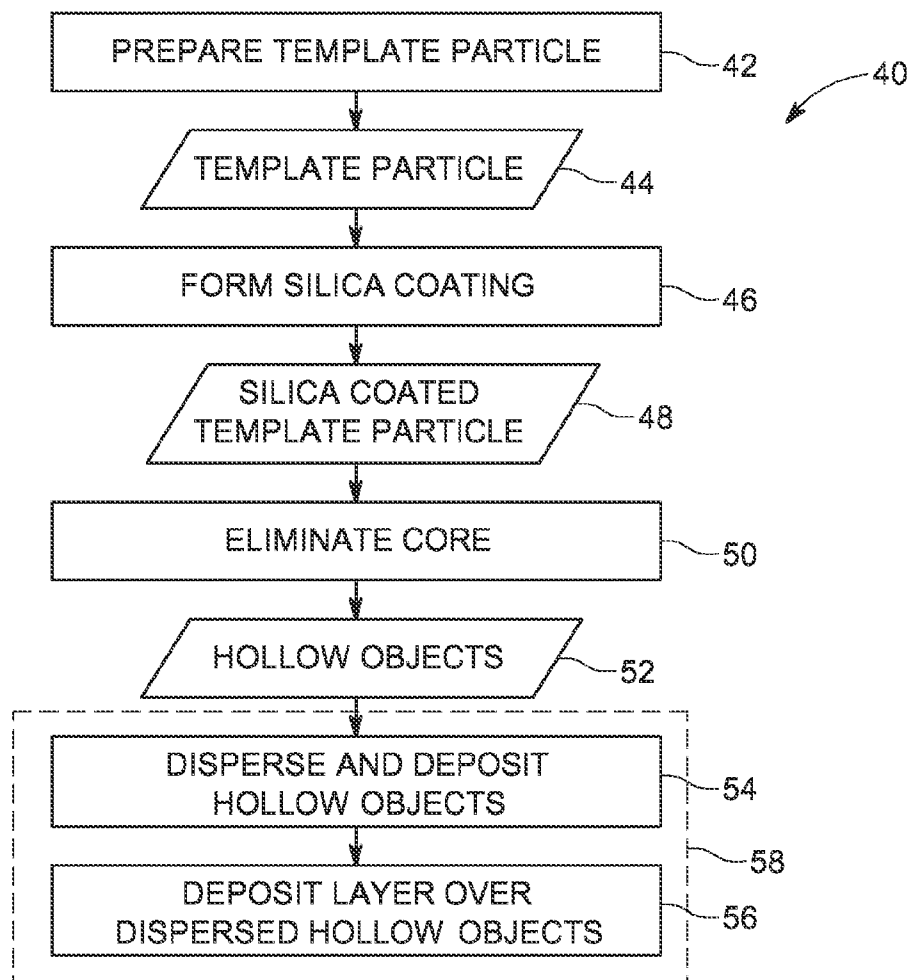 PREPARE TEMPLATE PARTICLE
42
40
TEMPLATE PARTICLE
44
FORM SILICA COATING
46
SILICA COATED
TEMPLATE PARTICLE
48
ELIMINATE CORE
50
HOLLOW OBJECTS
52
DISPERSE AND DEPOSIT
HOLLOW OBJECTS
54
58
DEPOSIT LAYER OVER
DISPERSED HOLLOW OBJECTS
56